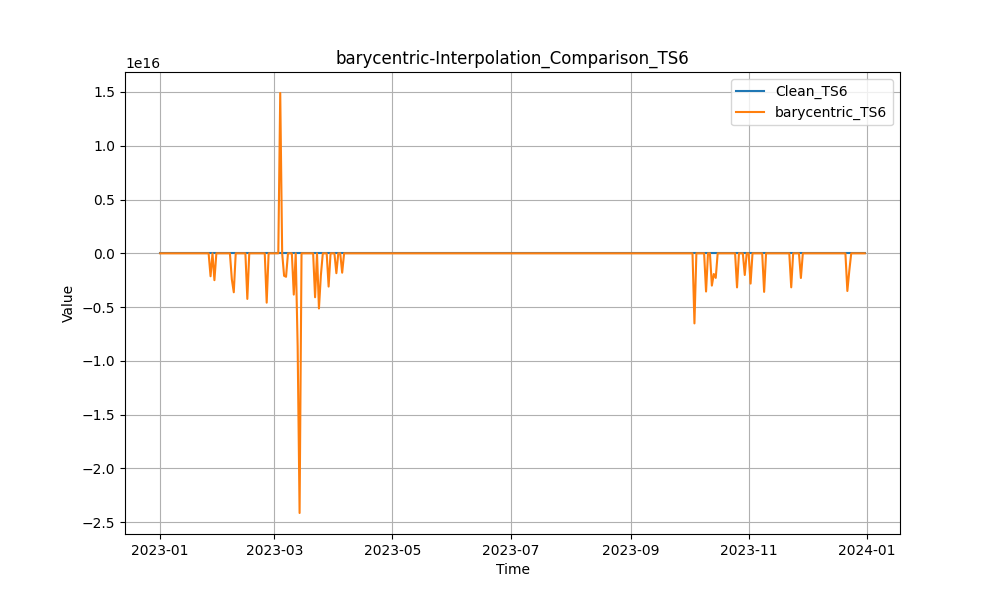 barycentric-Interpolation_Comparison_TS6
1e16
Clean_TS6
barycentric_TS6
1.5
1.0
0.5
0.0
−0.5
−1.0
−1.5
−2.0
−2.5
Value
2023-01 2023-03 2023-05 2023-07 2023-09 2023-11 2024-01
Time